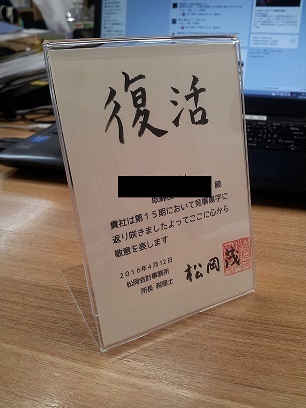 復活
取締役
殿
貴社は第15期において見事黒字に
返り咲きましたよってここに心から
敬意を表します
2016年4月12日
松岡会計事務所
所長 税理士
松岡茂